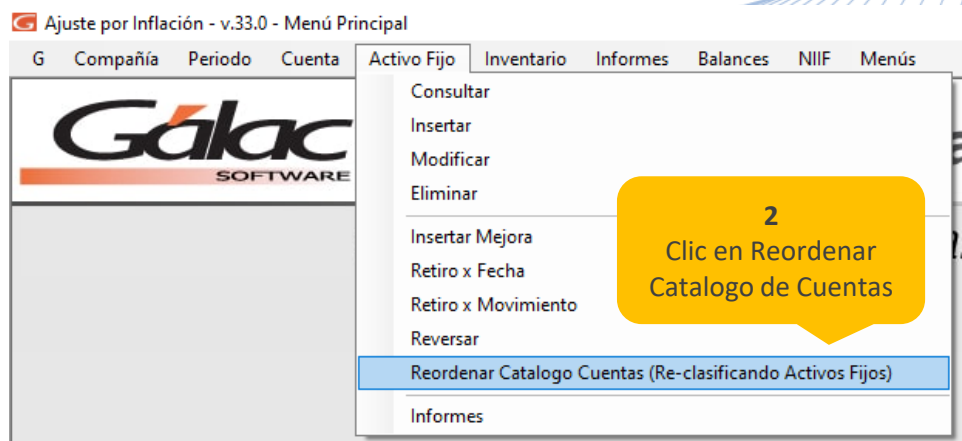 Ajuste por Inflación - v.33.0 - Menú Principal
G Compañía Periodo Cuenta Activo Fijo Inventario Informes Balances NIIF Menús
Gálac
SOFTWARE
Consultar
Insertar
Modificar
Eliminar
Insertar Mejora
Retiro x Fecha
Retiro x Movimiento
Reversar
Reordenar Catalogo Cuentas (Re-clasificando Activos Fijos)
Informes
2
Clic en Reordenar
Catalogo de Cuentas